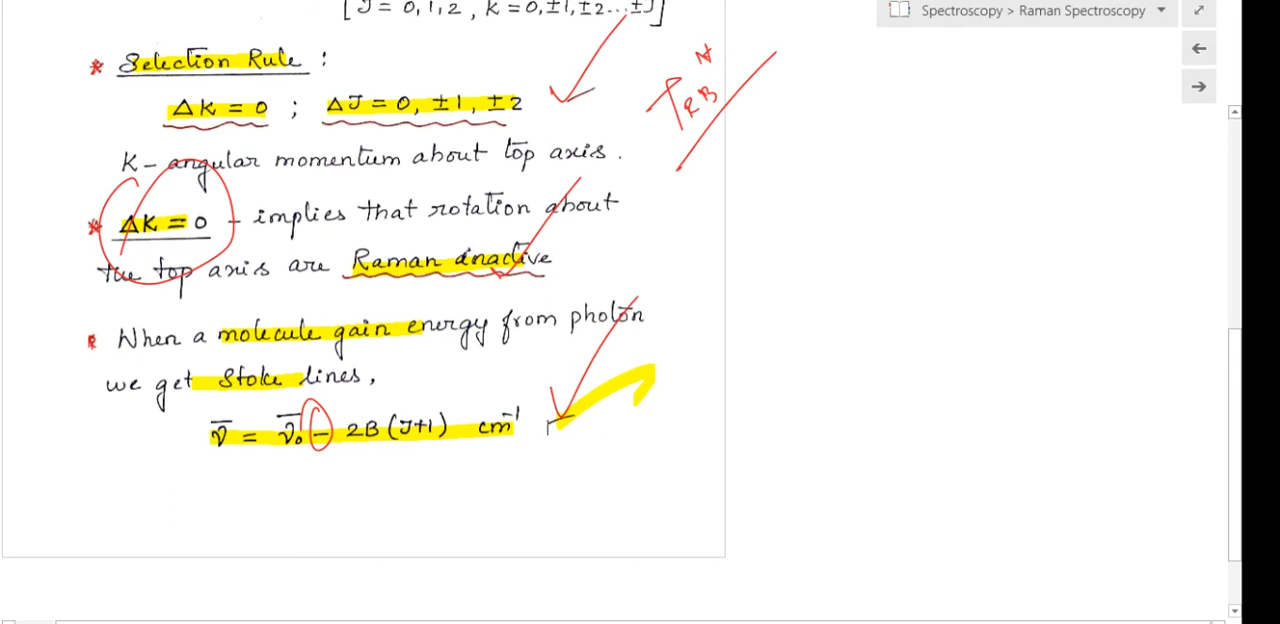 [J = 0, 1, 2 , K = 0, ±1, ±2 ... ±J]
Spectroscopy > Raman Spectroscopy
* Selection Rule :
ΔK = 0 ; ΔJ = 0, ±1, ±2
TRB
K - angular momentum about top axis.
* ΔK = 0 - implies that rotation about
the top axis are Raman inactive
When a molecule gain energy from photon
we get Stoke lines,
ν̅ = ν̅₀ - 2B (J+1) cm⁻¹